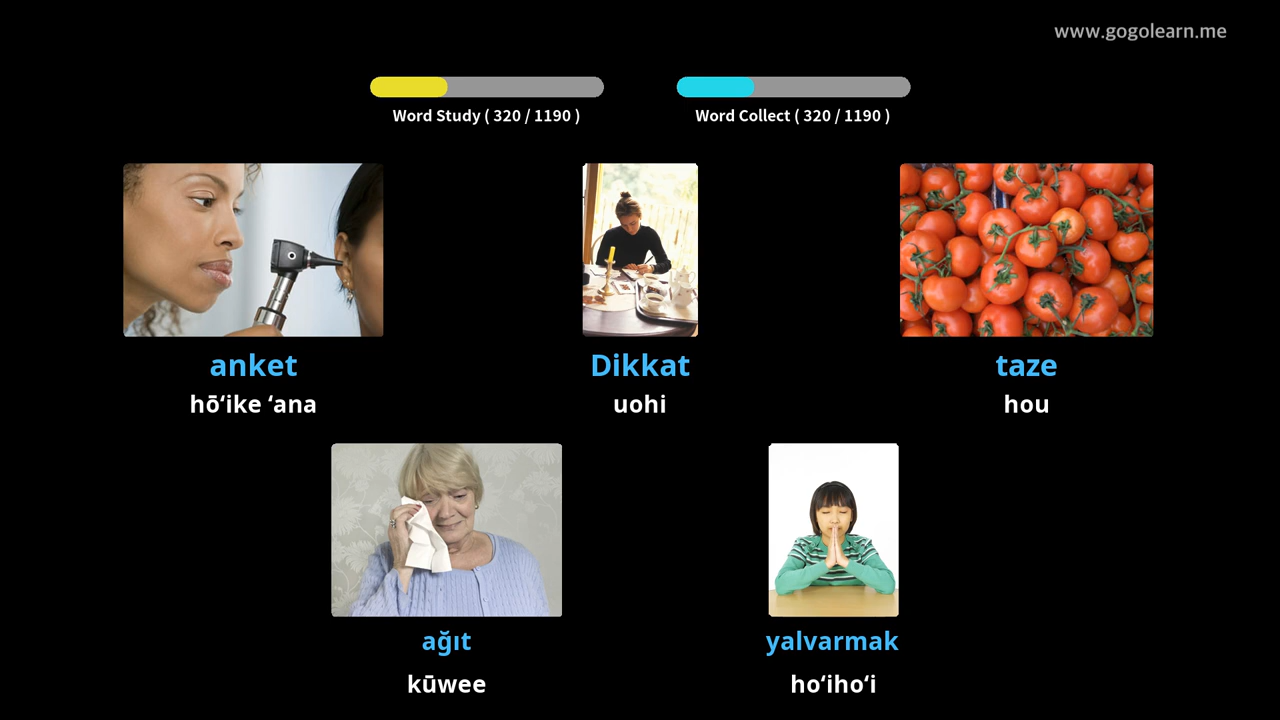 www.gogolearn.me
Word Study ( 320 / 1190 )
Word Collect ( 320 / 1190 )
anket
Dikkat
taze
hōʻike ʻana
uohi
hou
ağıt
yalvarmak
kūwee
hoʻihoʻi